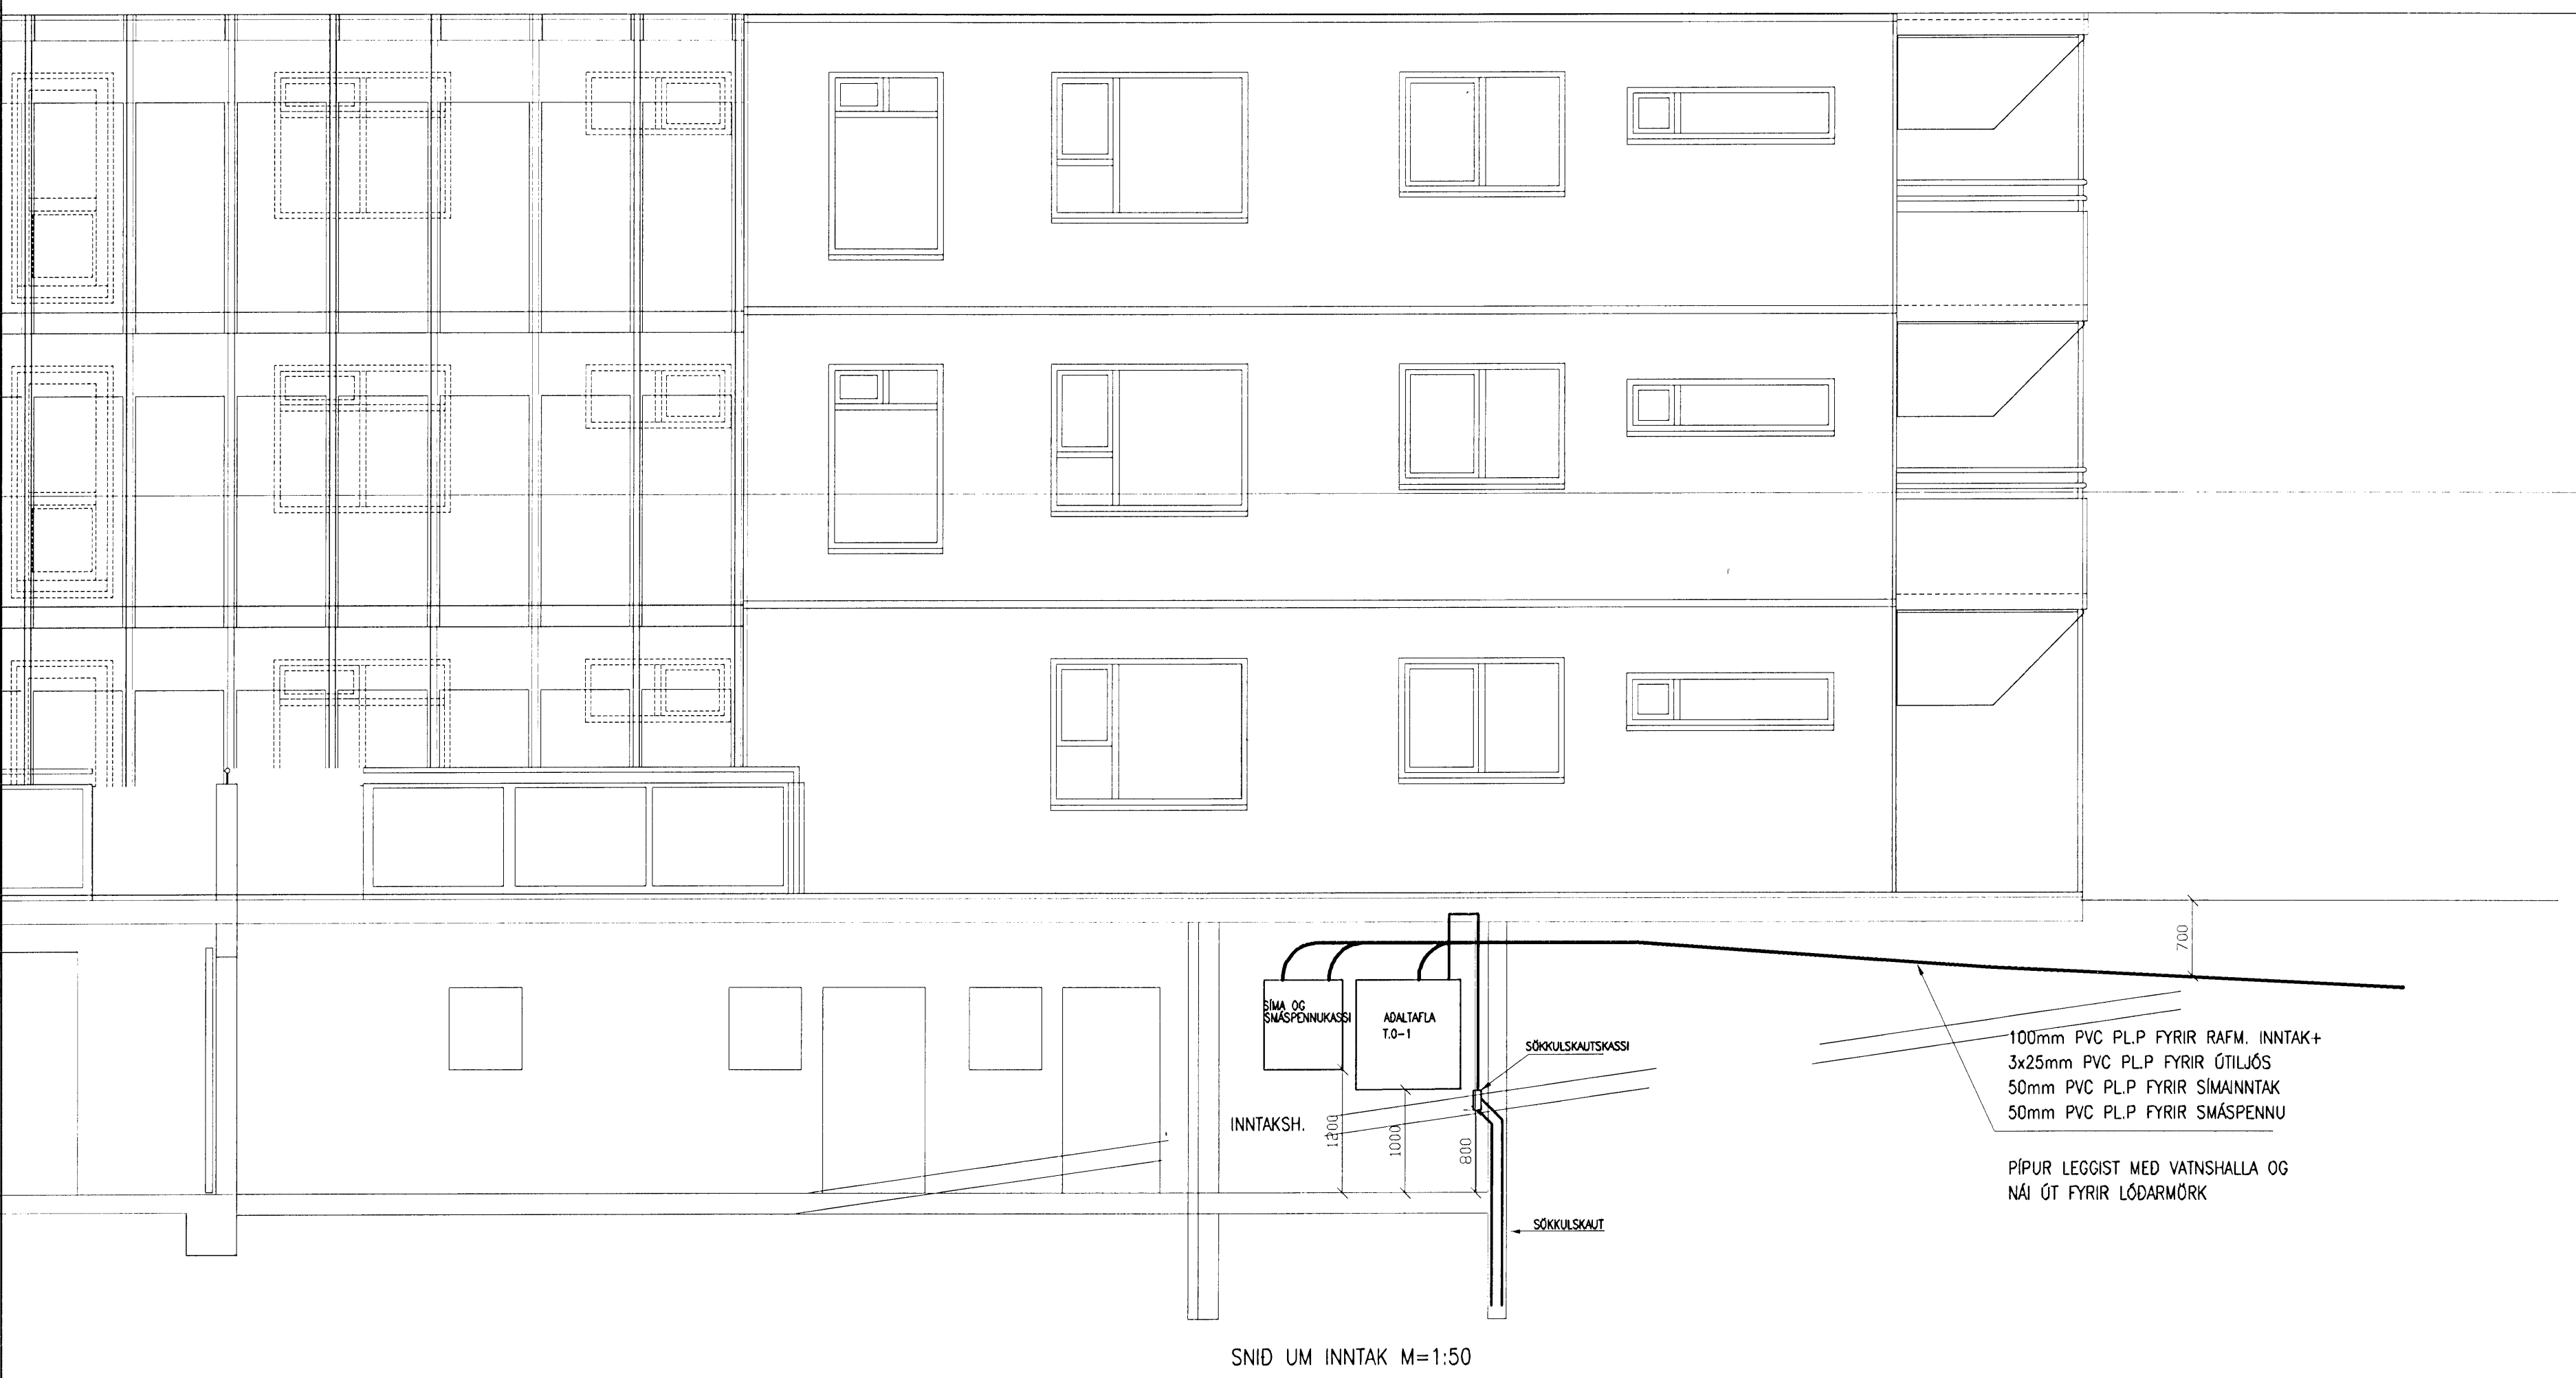 700
SÍMA OG
SMÁSPENNUKASSI
AÐALTAFLA
T.0-1
SÖKKULSKAUTSKASSI
INNTAKSH.
1200
1000
800
SÖKKULSKAUT
100mm PVC PL.P FYRIR RAFM. INNTAK+
3x25mm PVC PL.P FYRIR ÚTILJÓS
50mm PVC PL.P FYRIR SÍMAINNTAK
50mm PVC PL.P FYRIR SMÁSPENNU
PÍPUR LEGGIST MEÐ VATNSHALLA OG
NÁI ÚT FYRIR LÓÐARMÖRK
SNIÐ UM INNTAK M=1:50